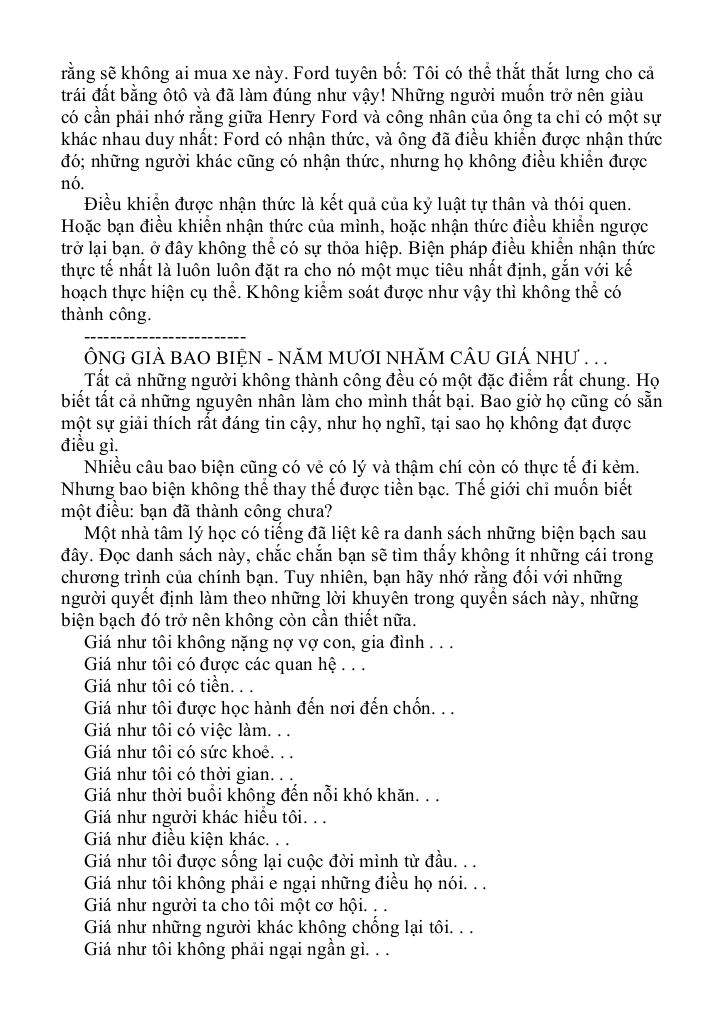 rằng sẽ không ai mua xe này. Ford tuyên bố: Tôi có thể thắt thắt lưng cho cả
trái đất bằng ôtô và đã làm đúng như vậy! Những người muốn trở nên giàu
có cần phải nhớ rằng giữa Henry Ford và công nhân của ông ta chỉ có một sự
khác nhau duy nhất: Ford có nhận thức, và ông đã điều khiển được nhận thức
đó; những người khác cũng có nhận thức, nhưng họ không điều khiển được
nó.
Điều khiển được nhận thức là kết quả của kỷ luật tự thân và thói quen.
Hoặc bạn điều khiển nhận thức của mình, hoặc nhận thức điều khiển ngược
trở lại bạn. ở đây không thể có sự thỏa hiệp. Biện pháp điều khiển nhận thức
thực tế nhất là luôn luôn đặt ra cho nó một mục tiêu nhất định, gắn với kế
hoạch thực hiện cụ thể. Không kiểm soát được như vậy thì không thể có
thành công.
-------------------------
ÔNG GIÀ BAO BIỆN - NĂM MƯƠI NHĂM CÂU GIÁ NHƯ . . .
Tất cả những người không thành công đều có một đặc điểm rất chung. Họ
biết tất cả những nguyên nhân làm cho mình thất bại. Bao giờ họ cũng có sẵn
một sự giải thích rất đáng tin cậy, như họ nghĩ, tại sao họ không đạt được
điều gì.
Nhiều câu bao biện cũng có vẻ có lý và thậm chí còn có thực tế đi kèm.
Nhưng bao biện không thể thay thế được tiền bạc. Thế giới chỉ muốn biết
một điều: bạn đã thành công chưa?
Một nhà tâm lý học có tiếng đã liệt kê ra danh sách những biện bạch sau
đây. Đọc danh sách này, chắc chắn bạn sẽ tìm thấy không ít những cái trong
chương trình của chính bạn. Tuy nhiên, bạn hãy nhớ rằng đối với những
người quyết định làm theo những lời khuyên trong quyển sách này, những
biện bạch đó trở nên không còn cần thiết nữa.
Giá như tôi không nặng nợ vợ con, gia đình . . .
Giá như tôi có được các quan hệ . . .
Giá như tôi có tiền. . .
Giá như tôi được học hành đến nơi đến chốn. . .
Giá như tôi có việc làm. . .
Giá như tôi có sức khoẻ. . .
Giá như tôi có thời gian. . .
Giá như thời buổi không đến nỗi khó khăn. . .
Giá như người khác hiểu tôi. . .
Giá như điều kiện khác. . .
Giá như tôi được sống lại cuộc đời mình từ đầu. . .
Giá như tôi không phải e ngại những điều họ nói. . .
Giá như người ta cho tôi một cơ hội. . .
Giá như những người khác không chống lại tôi. . .
Giá như tôi không phải ngại ngần gì. . .